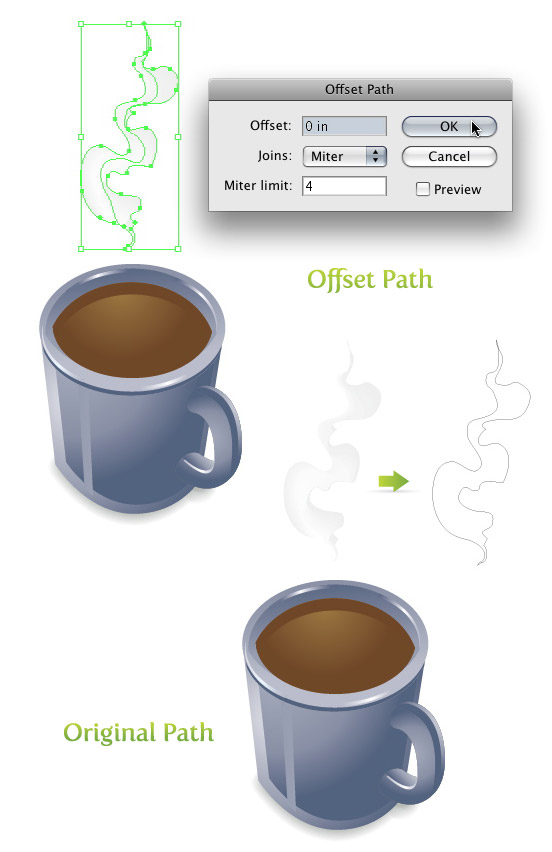 Offset Path
Offset: 0 in OK
Joins: Miter Cancel
Miter limit: 4 Preview
Offset Path
Original Path